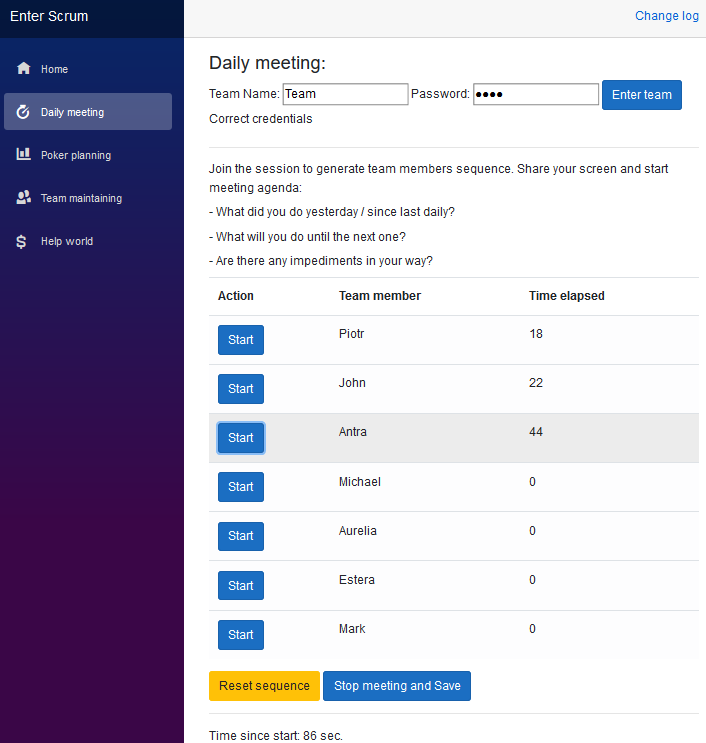 Enter Scrum
Change log
Home
Daily meeting
Poker planning
Team maintaining
Help world
Daily meeting:
Team Name: Team Password: ●●●● Enter team
Correct credentials
Join the session to generate team members sequence. Share your screen and start
meeting agenda:
- What did you do yesterday / since last daily?
- What will you do until the next one?
- Are there any impediments in your way?
Action Team member Time elapsed
Start Piotr 18
Start John 22
Start Antra 44
Start Michael 0
Start Aurelia 0
Start Estera 0
Start Mark 0
Reset sequence Stop meeting and Save
Time since start: 86 sec.